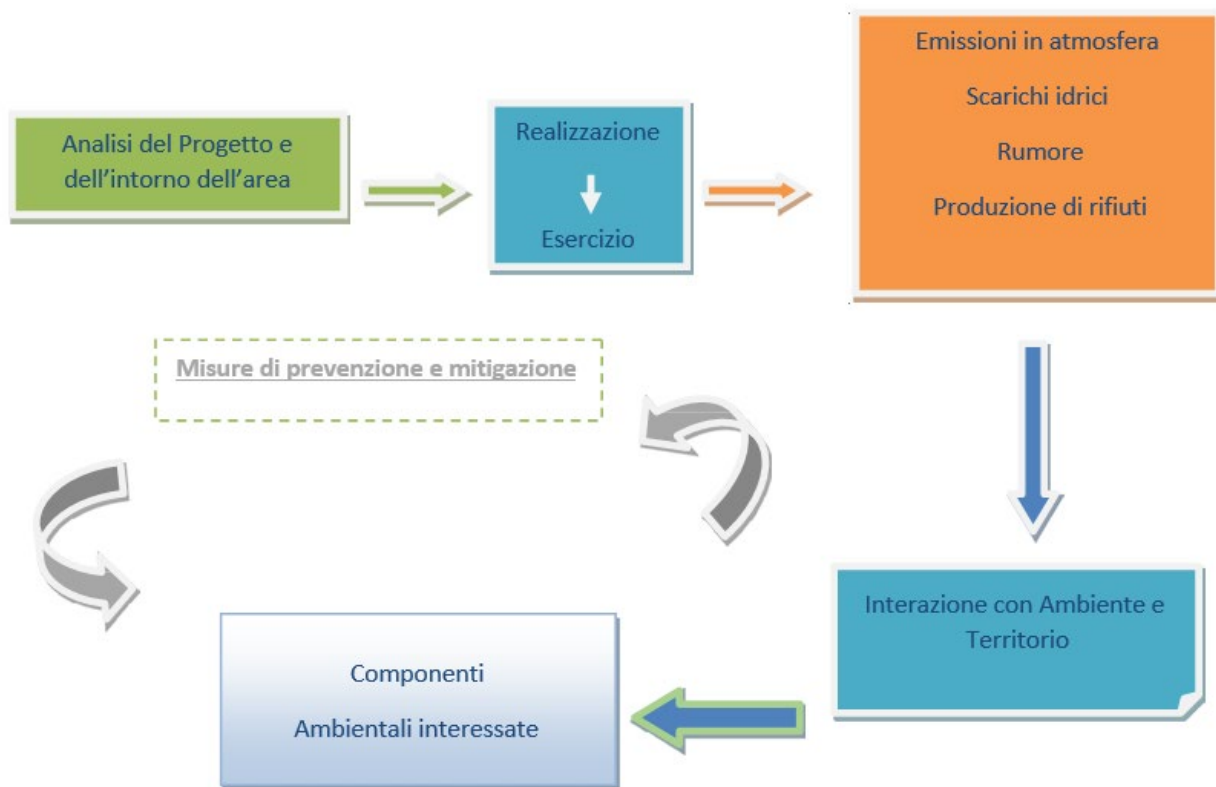 Analisi del Progetto e
dell'intorno dell'area
Realizzazione
Esercizio
Emissioni in atmosfera
Scarichi idrici
Rumore
Produzione di rifiuti
Misure di prevenzione e mitigazione
Interazione con Ambiente e
Territorio
Componenti
Ambientali interessate